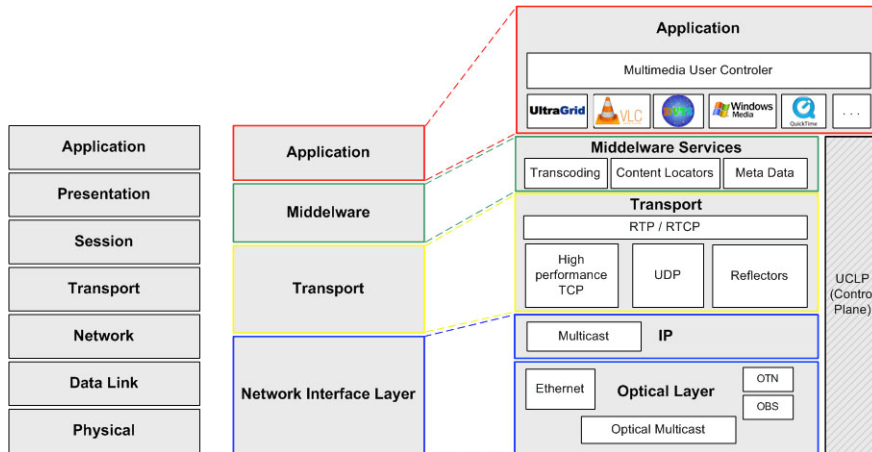 Application
Presentation
Session
Transport
Network
Data Link
Physical
Application
Middelware
Transport
Network Interface Layer
Application
Multimedia User Controler
UltraGrid
VLC
Windows
Media
QuickTime
...
Middelware Services
Transcoding
Content Locators
Meta Data
Transport
RTP / RTCP
High
performance
TCP
UDP
Reflectors
Multicast
IP
Ethernet
Optical Layer
OTN
OBS
Optical Multicast
UCLP
(Contro
Plane)